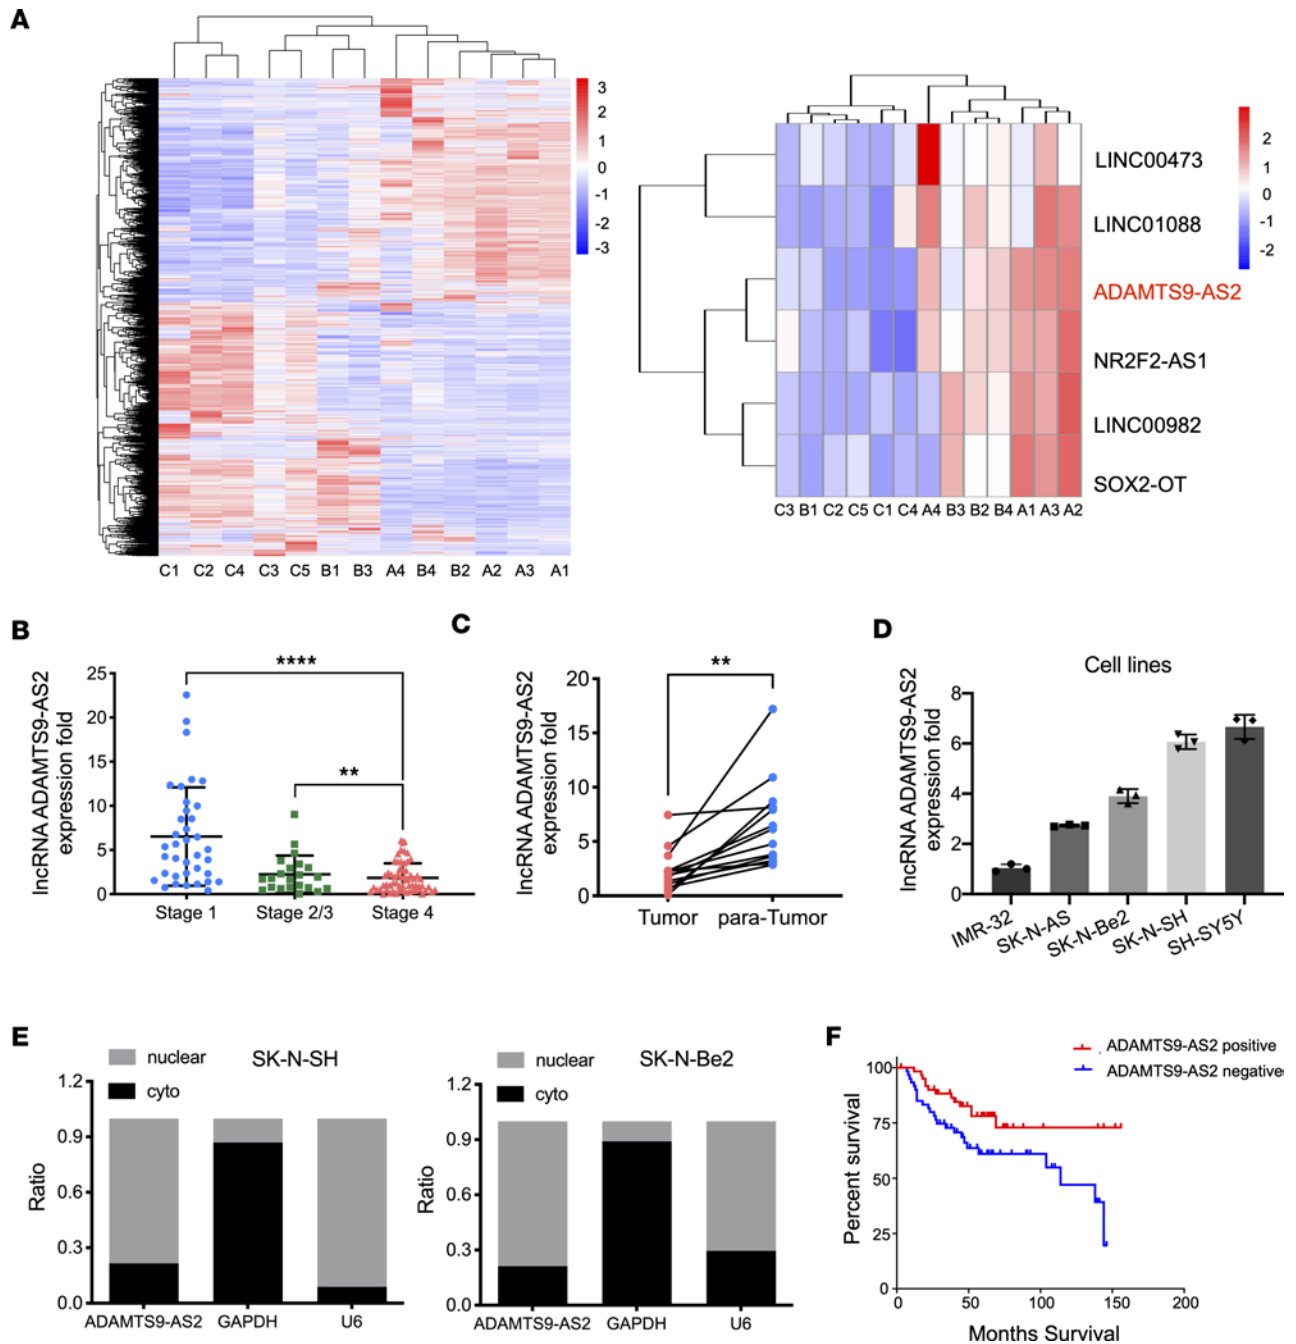 A
3
2
1
0
-1
-2
-3
C1 C2 C4 C3 C5 B1 B3 A4 B4 B2 A2 A3 A1
LINC00473
LINC01088
ADAMTS9-AS2
NR2F2-AS1
LINC00982
SOX2-OT
2
1
0
-1
-2
C3 B1 C2 C5 C1 C4 A4 B3 B2 B4 A1 A3 A2
B
lncRNA ADAMTS9-AS2
expression fold
25
20
15
10
5
0
****
**
Stage 1 Stage 2/3 Stage 4
C
lncRNA ADAMTS9-AS2
expression fold
20
15
10
5
0
**
Tumor para-Tumor
D
Cell lines
lncRNA ADAMTS9-AS2
expression fold
8
6
4
2
0
IMR-32 SK-N-AS SK-N-Be2 SK-N-SH SH-SY5Y
E
nuclear
cyto
SK-N-SH
Ratio
1.2
0.9
0.6
0.3
0.0
ADAMTS9-AS2 GAPDH U6
nuclear
cyto
SK-N-Be2
Ratio
1.2
0.9
0.6
0.3
0.0
ADAMTS9-AS2 GAPDH U6
F
ADAMTS9-AS2 positive
ADAMTS9-AS2 negative
Percent survival
100
75
50
25
0
0 50 100 150 200
Months Survival